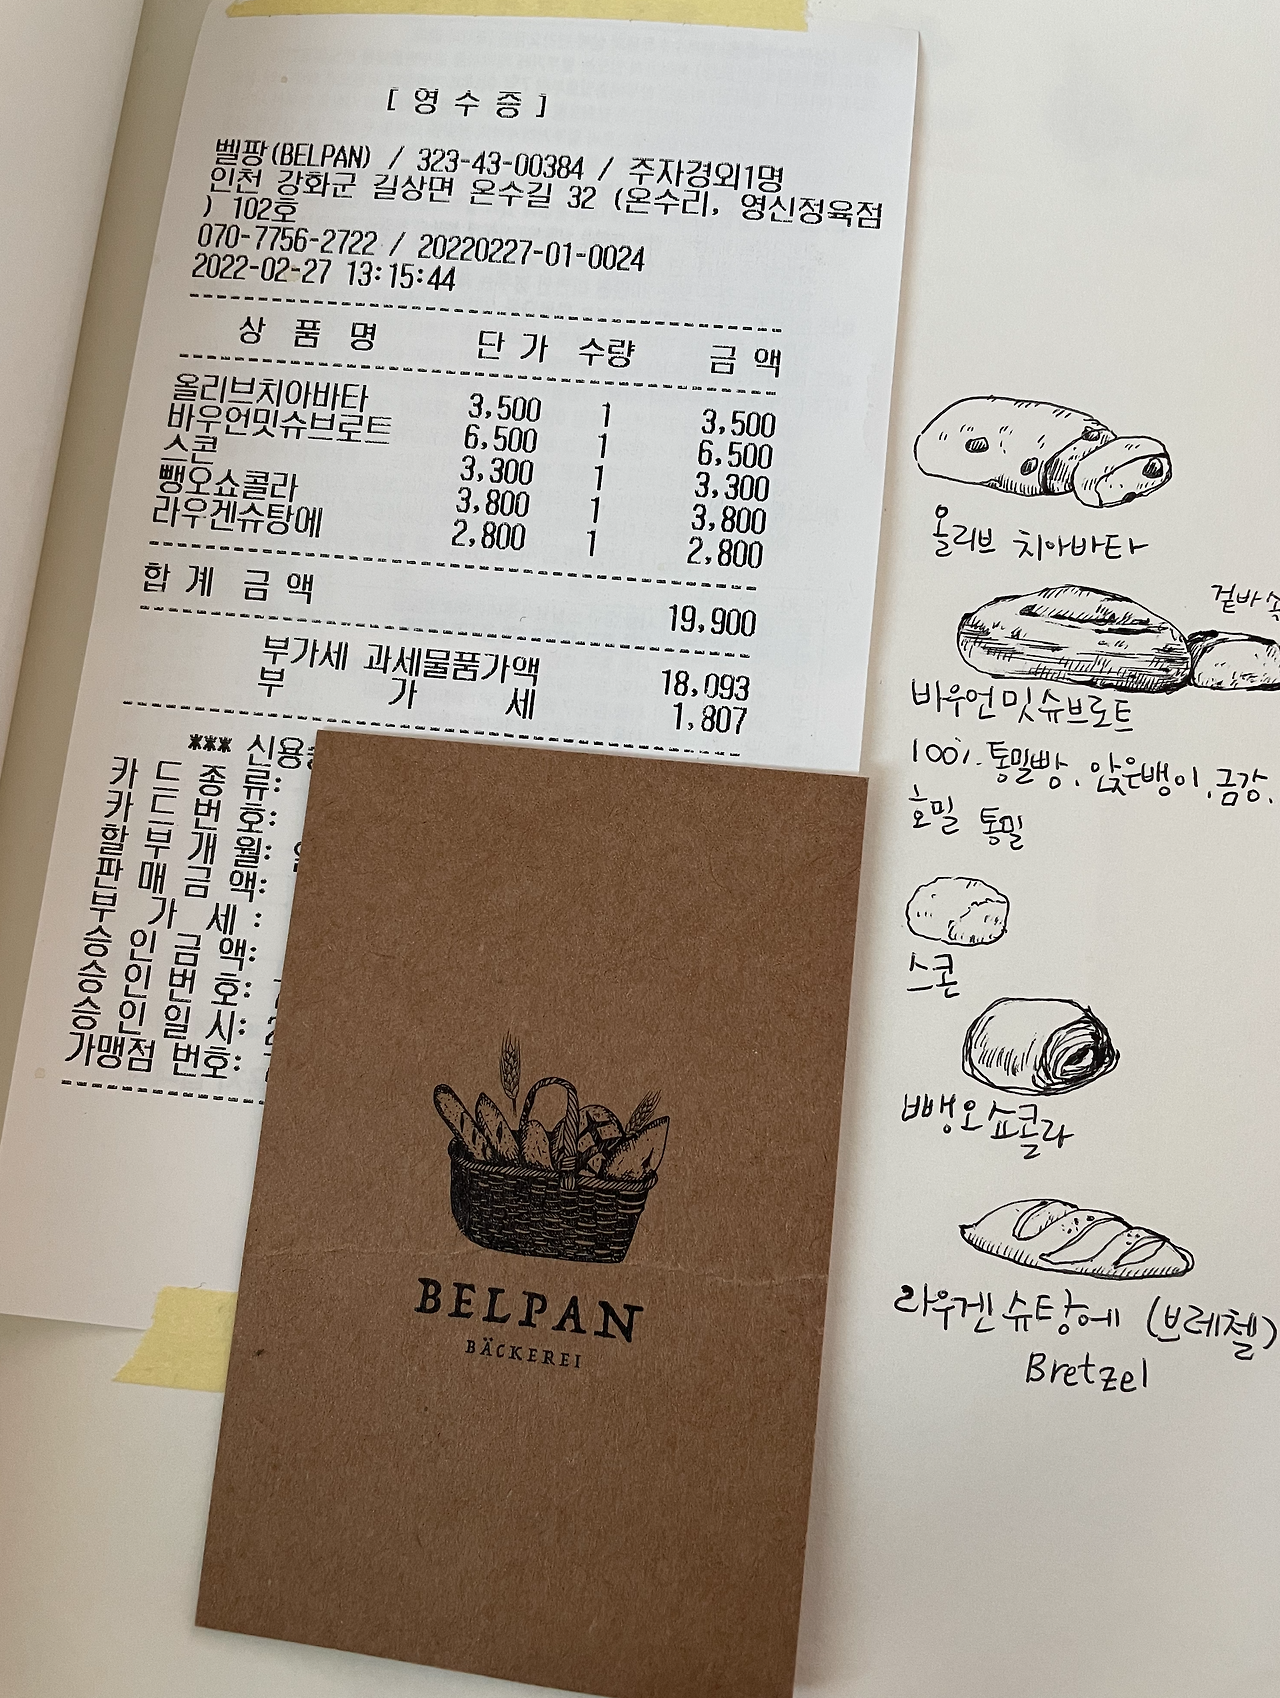 [ 영 수 증 ]
벨팡(BELPAN) / 323-43-00384 / 주자경외1명
인천 강화군 길상면 온수길 32 (온수리, 영신정육점
) 102호
070-7756-2722 / 20220227-01-0024
2022-02-27 13:15:44
상 품 명 단 가 수량 금 액
올리브치아바타 3,500 1 3,500
바우언밋슈브로트 6,500 1 6,500
스콘 3,300 1 3,300
뺑오쇼콜라 3,800 1 3,800
라우겐슈탕에 2,800 1 2,800
합 계 금 액 19,900
부가세 과세물품가액 18,093
부 가 세 1,807
*** 신용
카 드 종 류:
카 드 번 호:
할 부 개 월:
판 매 금 액:
부 가 세 :
승 인 금 액:
승 인 번 호:
승 인 일 시:
가맹점 번호:
BELPAN
BÄCKEREI
올리브 치아바타
겉바
바우언밋슈브로트
100%. 통밀빵. 앉은뱅이. 금강.
호밀 통밀
스콘
뺑오쇼콜라
라우겐슈탕에 (브레첼)
Bretzel